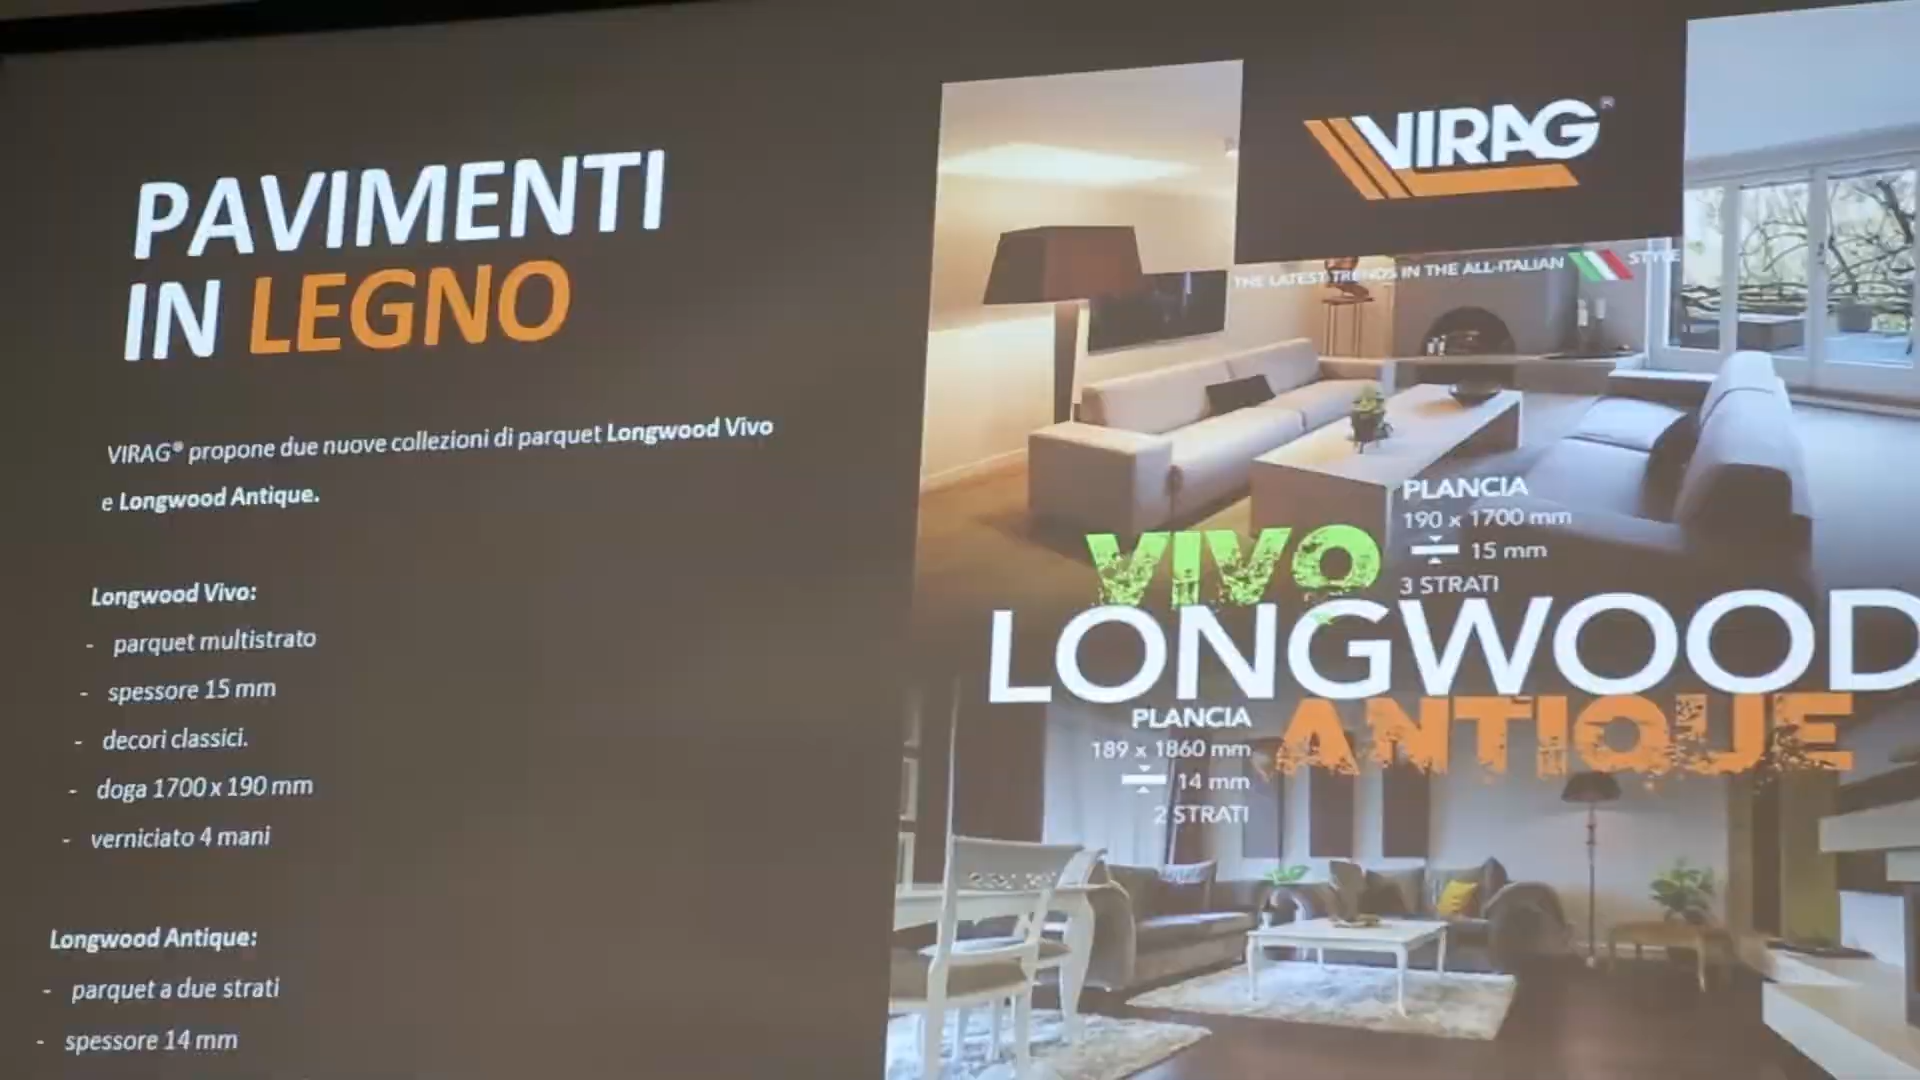 PAVIMENTI
IN LEGNO
VIRAG® propone due nuove collezioni di parquet Longwood Vivo
e Longwood Antique.
Longwood Vivo:
- parquet multistrato
- spessore 15 mm
- decori classici.
- doga 1700 x 190 mm
- verniciato 4 mani
Longwood Antique:
- parquet a due strati
- spessore 14 mm
VIRAG®
THE LATEST TRENDS IN THE ALL-ITALIAN STYLE
PLANCIA
190 x 1700 mm
15 mm
3 STRATI
VIVO
LONGWOOD
ANTIQUE
PLANCIA
189 x 1860 mm
14 mm
2 STRATI